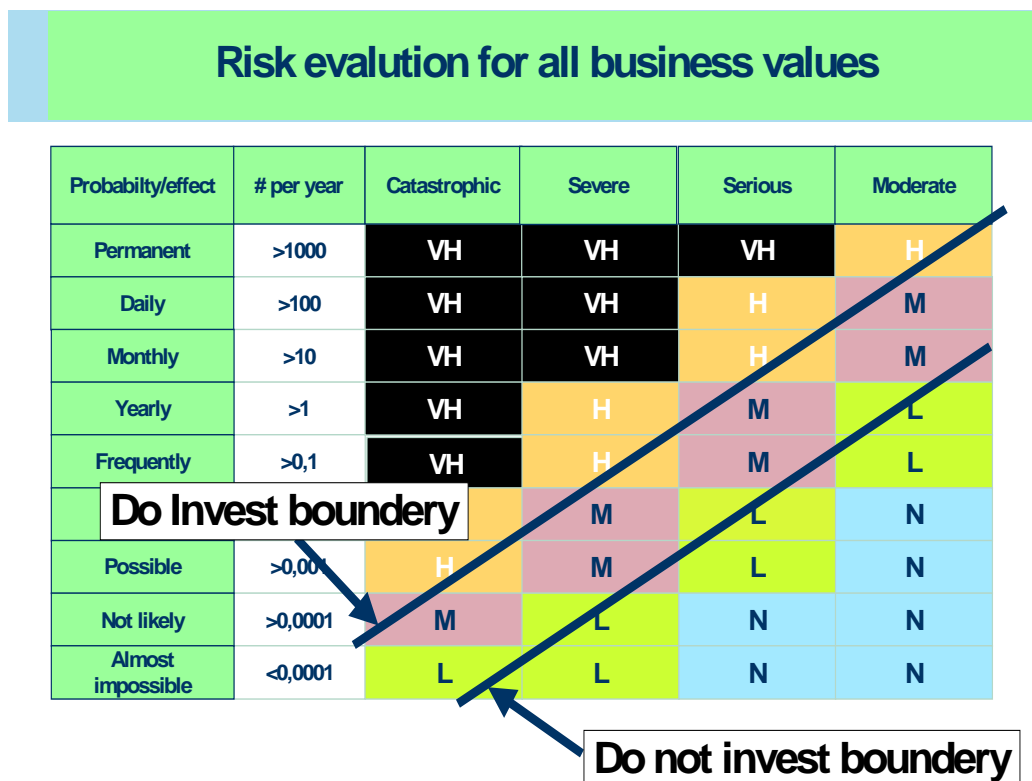 Risk evalution for all business values
Probabilty/effect # per year Catastrophic Severe Serious Moderate
Permanent >1000 VH VH VH H
Daily >100 VH VH H M
Monthly >10 VH VH H M
Yearly >1 VH H M L
Frequently >0,1 VH H M L
Do Invest boundery M L N
Possible >0,001 H M L N
Not likely >0,0001 M L N N
Almost
impossible <0,0001 L L N N
Do not invest boundery